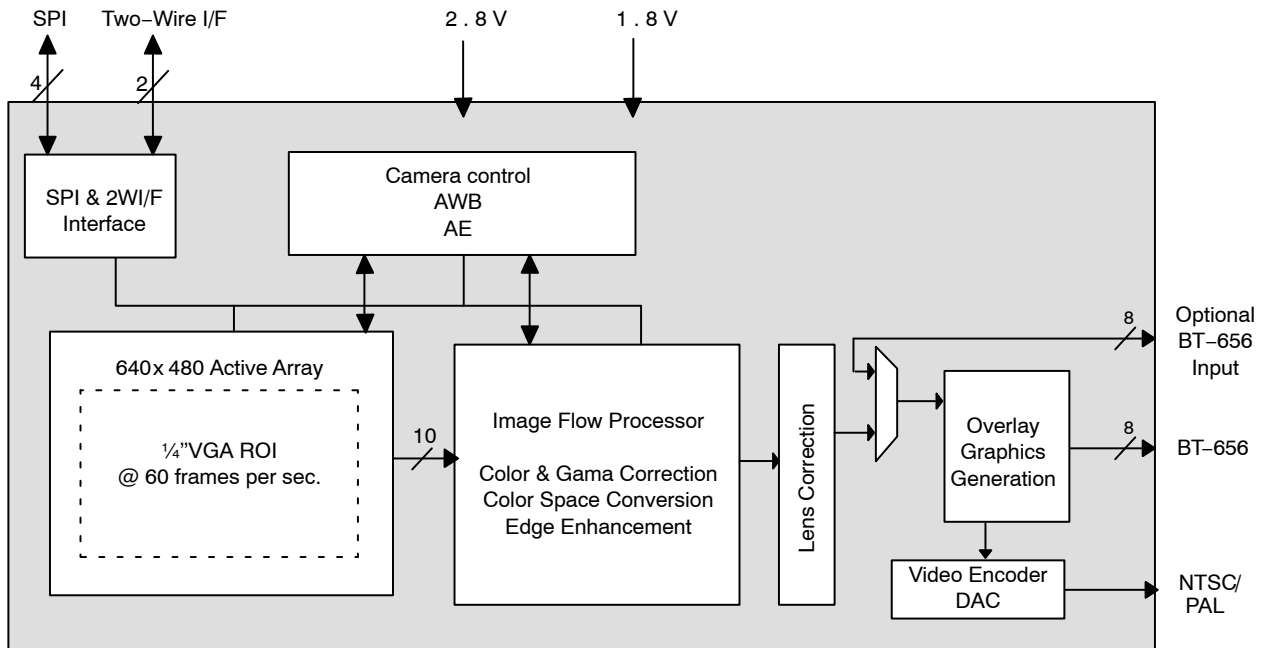 SPI
Two−Wire I/F
2 . 8 V
1 . 8 V
4
2
SPI & 2WI/F
Interface
Camera control
AWB
AE
640x 480 Active Array
¼”VGA ROI
@ 60 frames per sec.
10
Image Flow Processor
Color & Gama Correction
Color Space Conversion
Edge Enhancement
Lens Correction
8
Optional
BT−656
Input
Overlay
Graphics
Generation
8
BT−656
Video Encoder
DAC
NTSC/
PAL